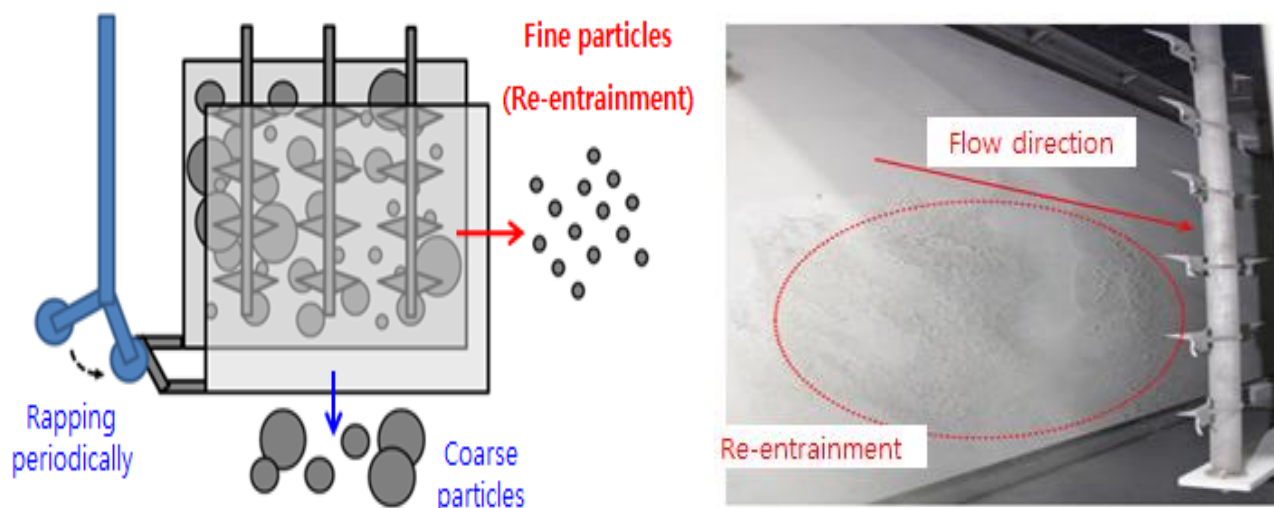 Fine particles
(Re-entrainment)
Rapping
periodically
Coarse
particles
Flow direction
Re-entrainment